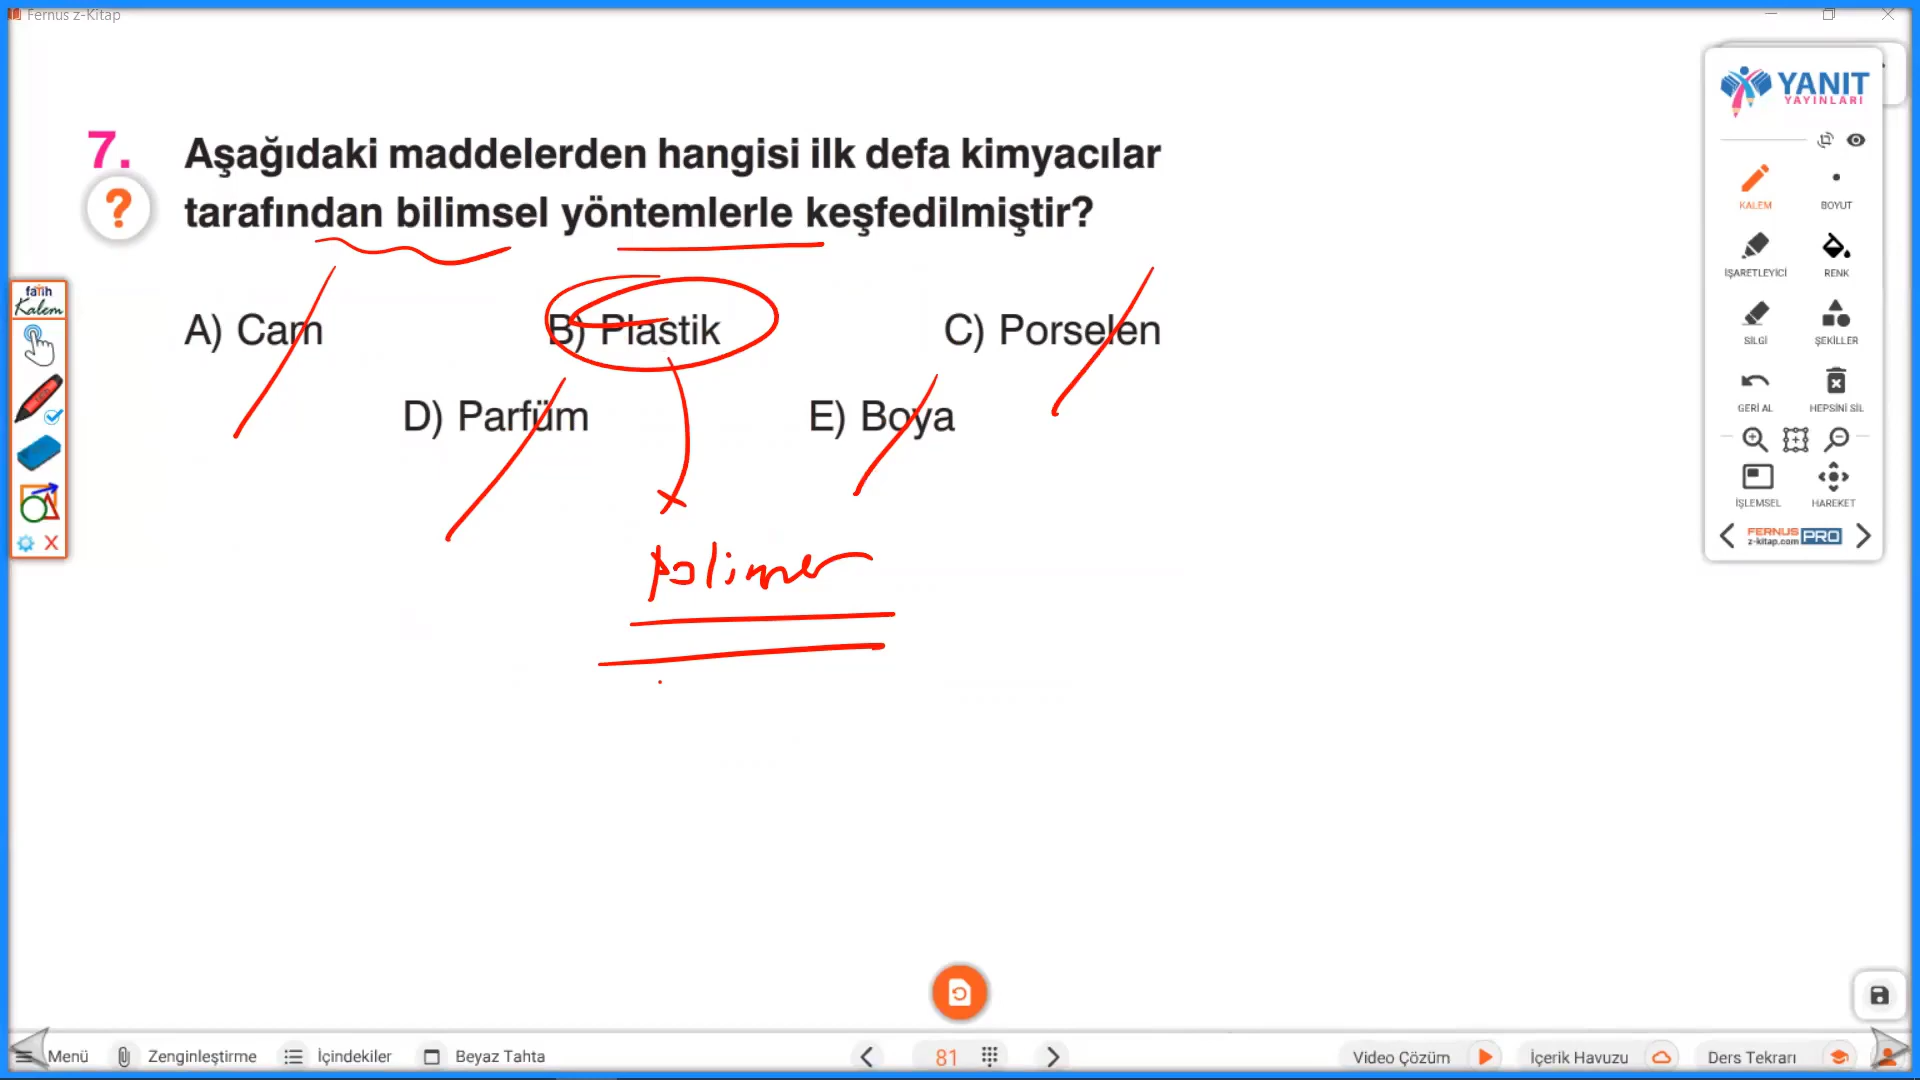 Fernus z-Kitap
7. Aşağıdaki maddelerden hangisi ilk defa kimyacılar
? tarafından bilimsel yöntemlerle keşfedilmiştir?
A) Cam B) Plastik C) Porselen
D) Parfüm E) Boya
polimer
fatih
Kalem
YANIT
YAYINLARI
KALEM BOYUT
İŞARETLEYİCİ RENK
SİLGİ ŞEKİLLER
GERİ AL HEPSİNİ SİL
İŞLEMSEL HAREKET
FERNUS
z-kitap.com PRO
Menü Zenginleştirme İçindekiler Beyaz Tahta 81 Video Çözüm İçerik Havuzu Ders Tekrarı